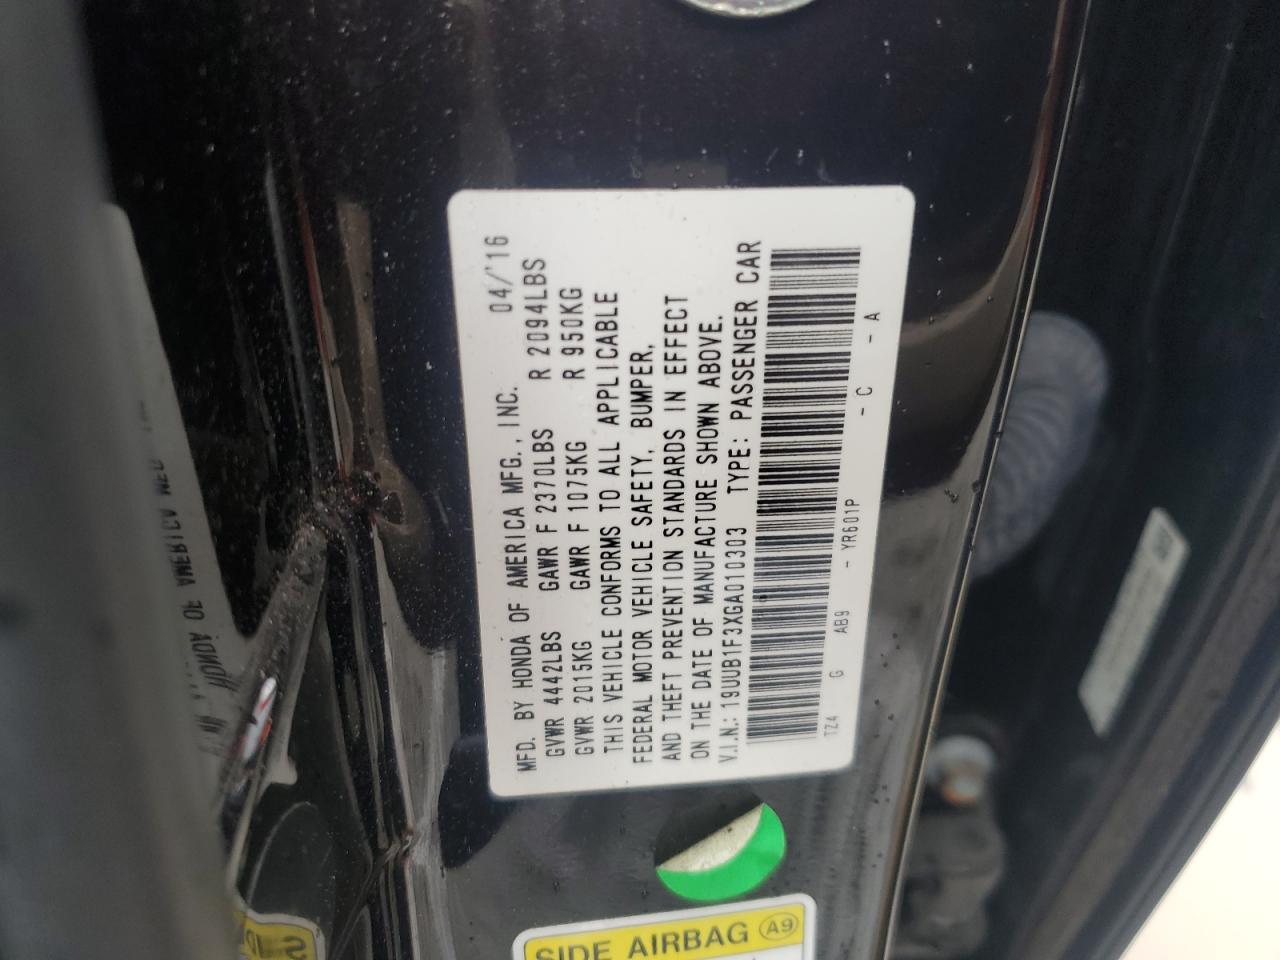 MFD. BY HONDA OF AMERICA MFG., INC. 04/'16
GVWR 4442LBS GAWR F 2370LBS R 2094LBS
GVWR 2015KG GAWR F 1075KG R 950KG
THIS VEHICLE CONFORMS TO ALL APPLICABLE
FEDERAL MOTOR VEHICLE SAFETY, BUMPER,
AND THEFT PREVENTION STANDARDS IN EFFECT
ON THE DATE OF MANUFACTURE SHOWN ABOVE.
V.I.N.: 19UUB1F3XGA010303 TYPE: PASSENGER CAR
TZ4 G AB9 - YR601P - C - A
SIDE AIRBAG A9